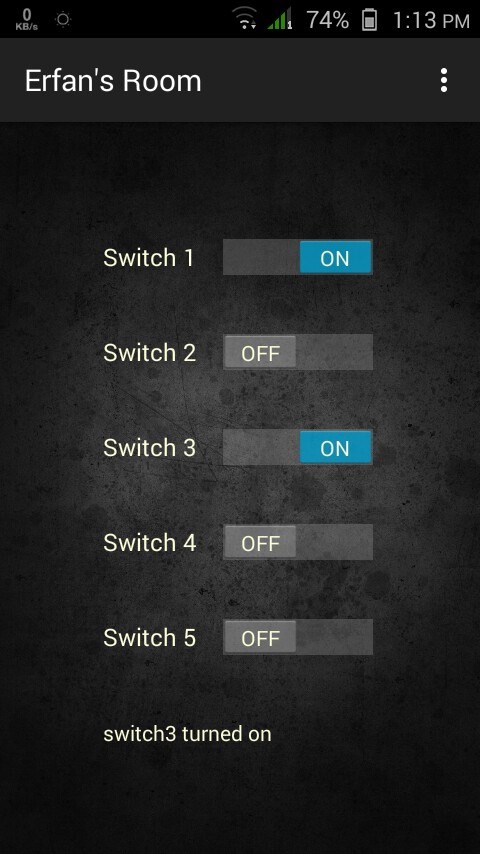 0
KB/s
1
74%
1:13 PM
Erfan's Room
Switch 1
ON
Switch 2
OFF
Switch 3
ON
Switch 4
OFF
Switch 5
OFF
switch3 turned on